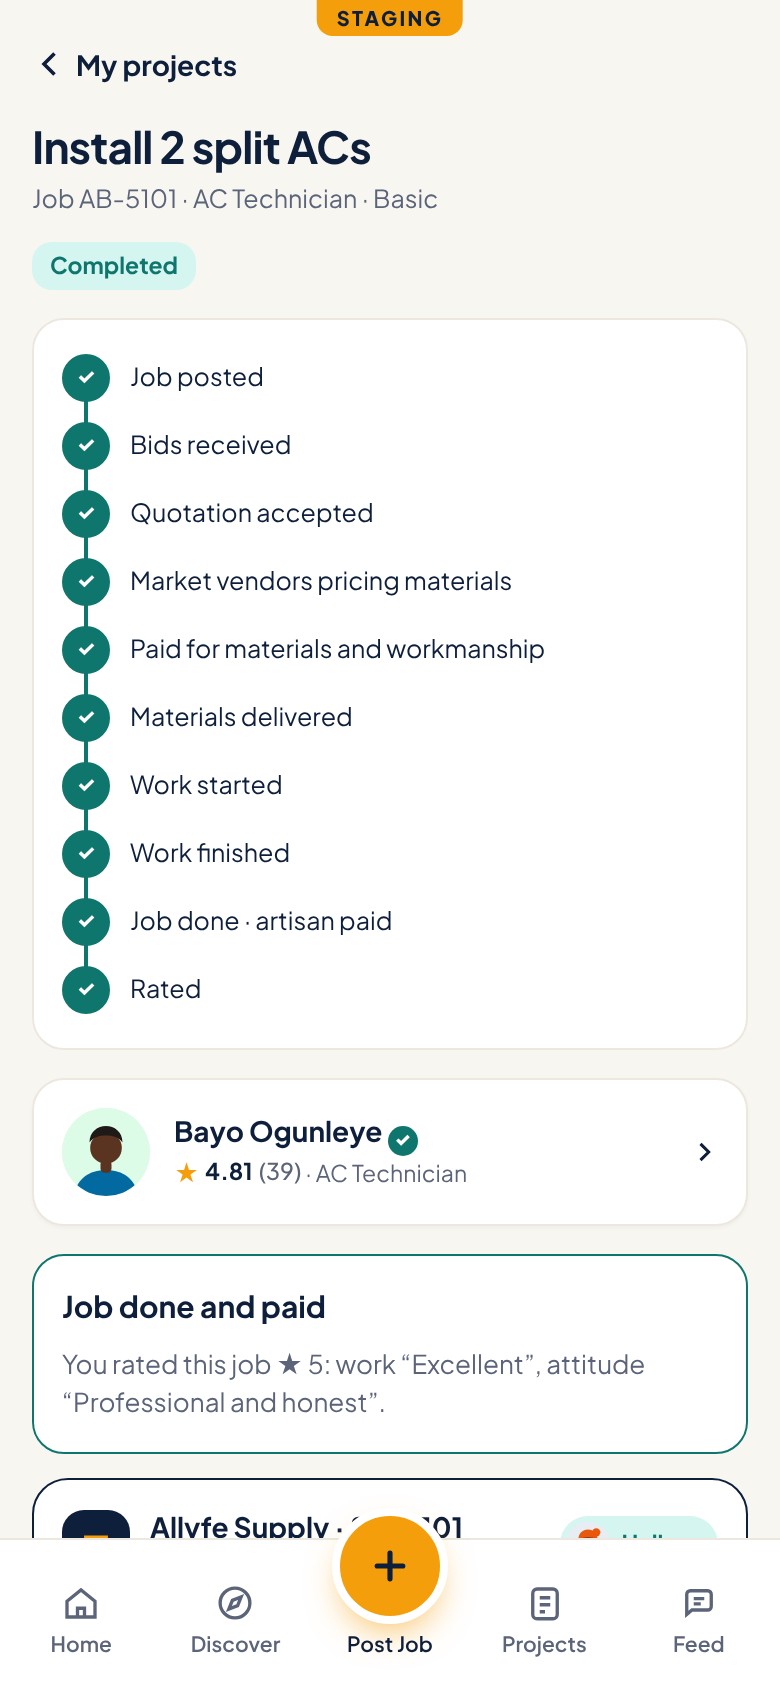 STAGING
My projects
Install 2 split ACs
Job AB-5101 · AC Technician · Basic
Completed
Job posted
Bids received
Quotation accepted
Market vendors pricing materials
Paid for materials and workmanship
Materials delivered
Work started
Work finished
Job done · artisan paid
Rated
Bayo Ogunleye
★ 4.81 (39) · AC Technician
Job done and paid
You rated this job ★ 5: work “Excellent”, attitude
“Professional and honest”.
Allyfe Supply ·
Home
Discover
Post Job
Projects
Feed